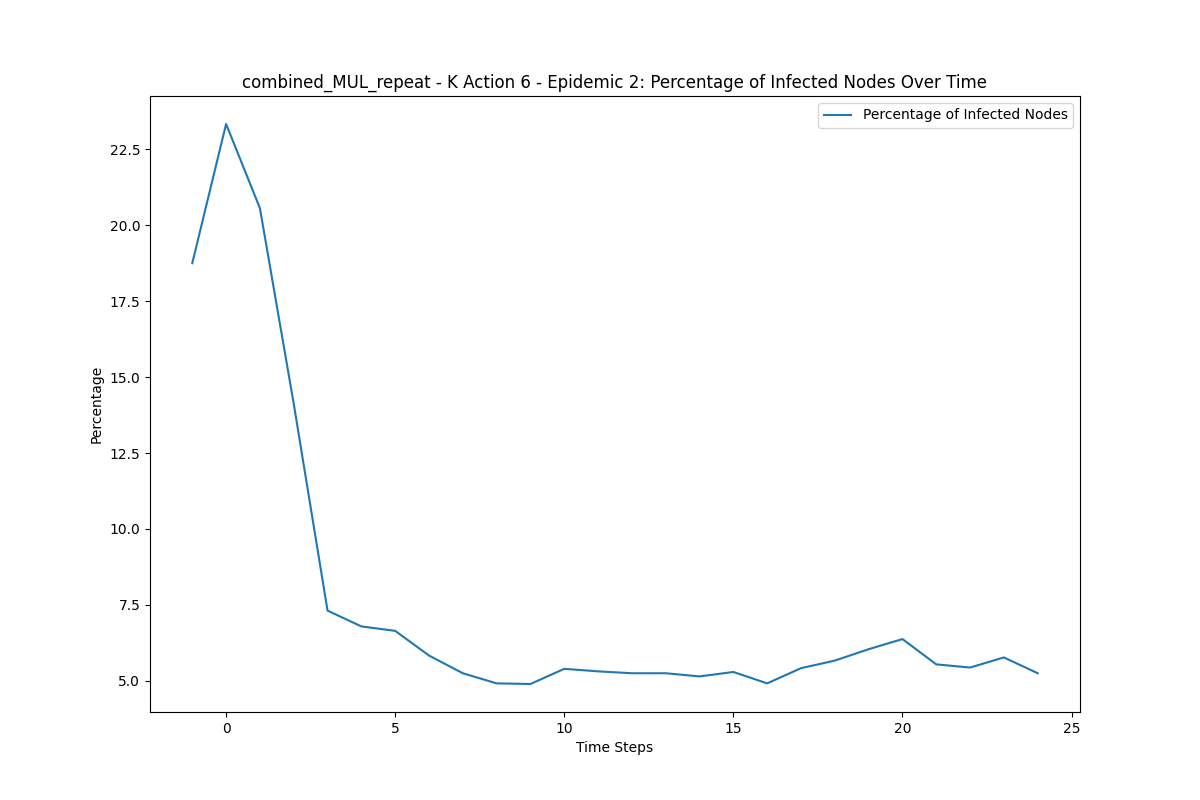 combined_MUL_repeat - K Action 6 - Epidemic 2: Percentage of Infected Nodes Over Time
Percentage of Infected Nodes
22.5
20.0
17.5
15.0
12.5
10.0
7.5
5.0
Percentage
0 5 10 15 20 25
Time Steps